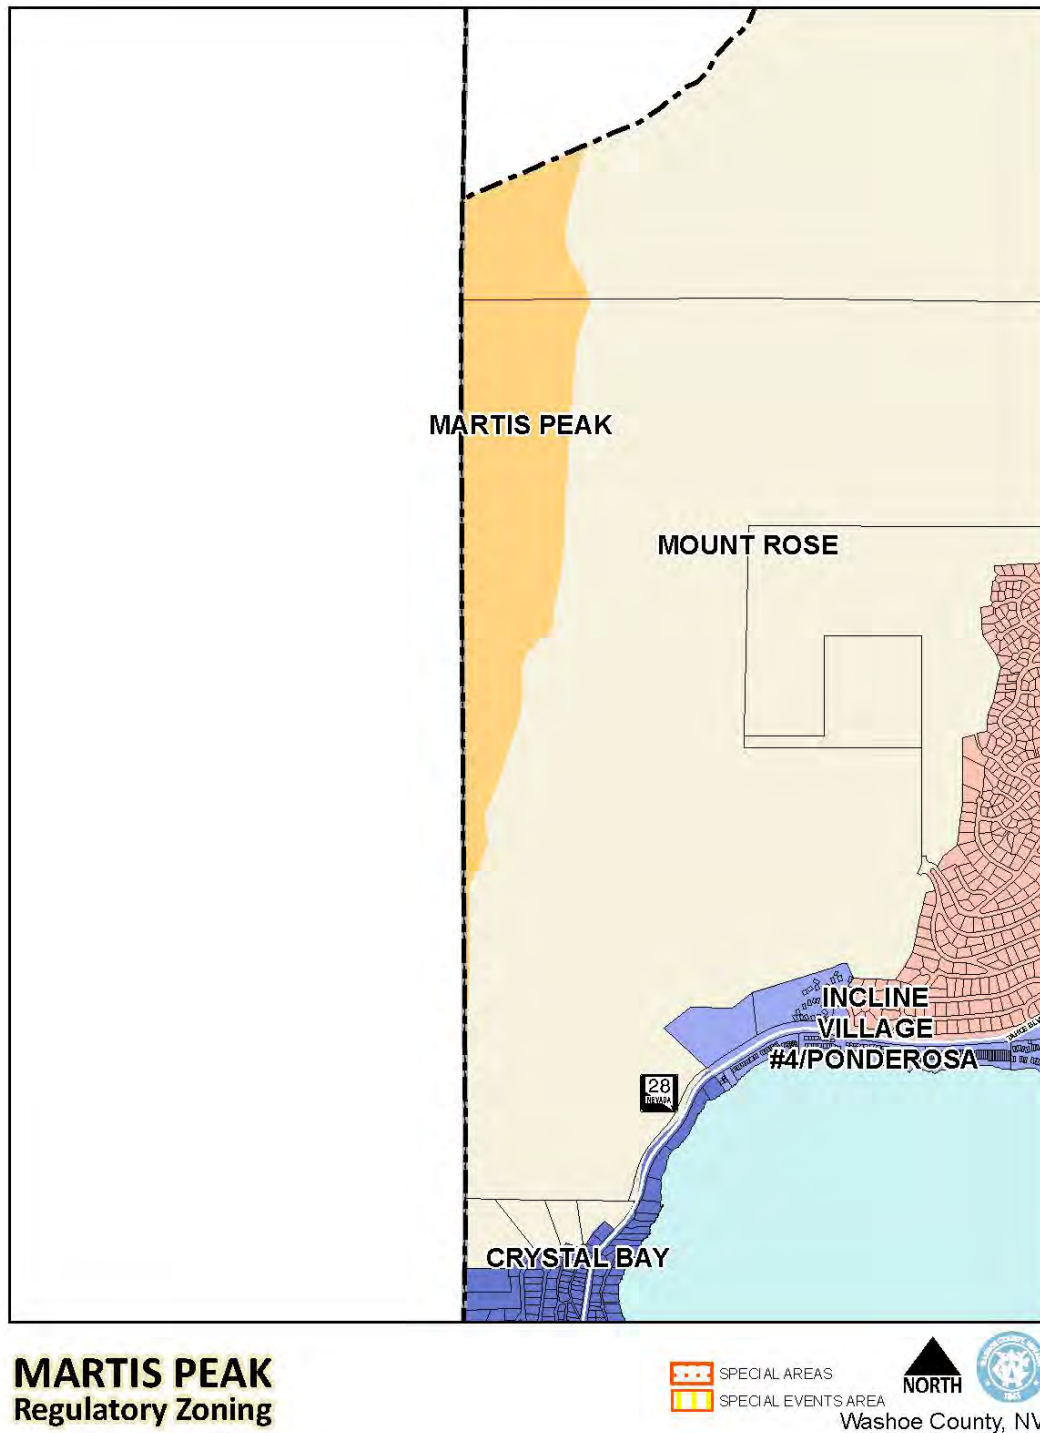 MARTIS PEAK
MOUNT ROSE
INCLINE
VILLAGE
#4/PONDEROSA
28
NEVADA
CRYSTAL BAY
MARTIS PEAK
Regulatory Zoning
SPECIAL AREAS
SPECIAL EVENTS AREA
NORTH
Washoe County, NV